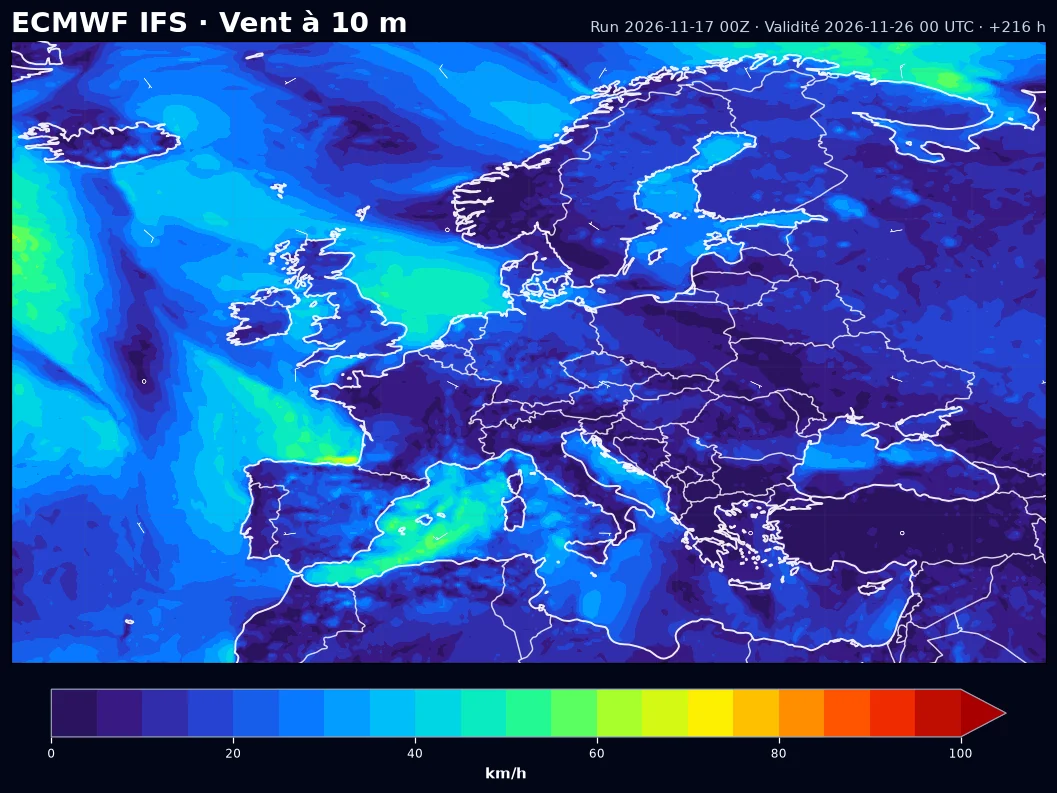 ECMWF IFS · Vent à 10 m
Run 2026-11-17 00Z · Validité 2026-11-26 00 UTC · +216 h
0 20 40 60 80 100
km/h